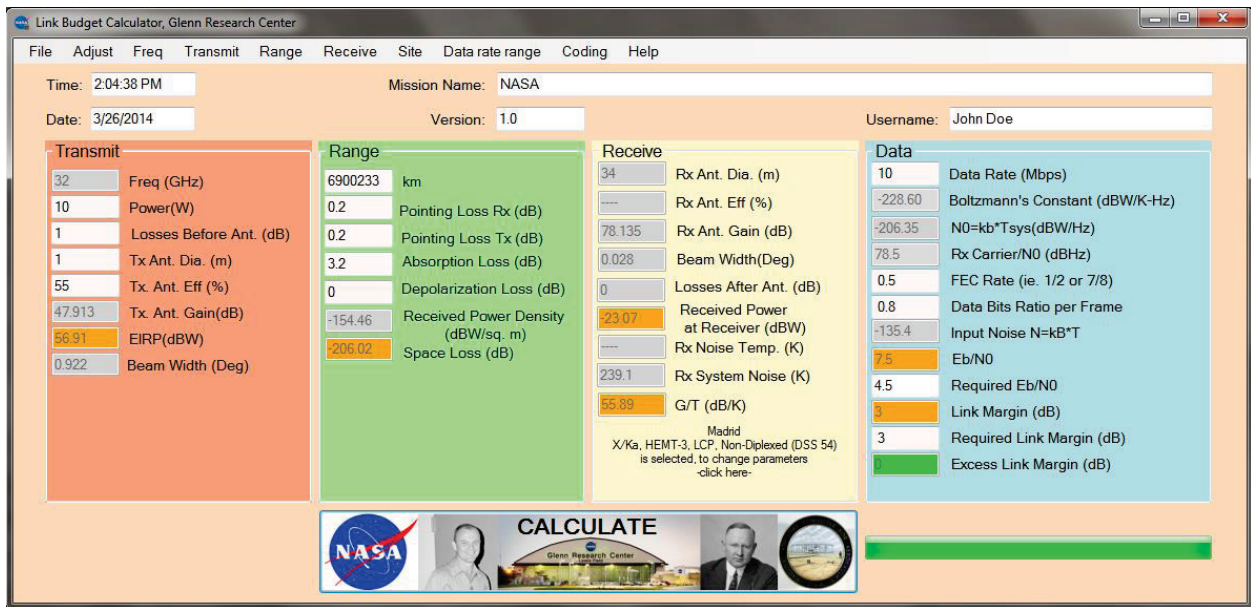 Link Budget Calculator, Glenn Research Center
File Adjust Freq Transmit Range Receive Site Data rate range Coding Help
Time: 2:04:38 PM
Mission Name: NASA
Date: 3/26/2014
Version: 1.0
Username: John Doe
Transmit
32 Freq (GHz)
10 Power(W)
1 Losses Before Ant. (dB)
1 Tx Ant. Dia. (m)
55 Tx. Ant. Eff (%)
47.913 Tx. Ant. Gain(dB)
56.91 EIRP(dBW)
0.922 Beam Width (Deg)
Range
6900233 km
0.2 Pointing Loss Rx (dB)
0.2 Pointing Loss Tx (dB)
3.2 Absorption Loss (dB)
0 Depolarization Loss (dB)
-154.46 Received Power Density
(dBW/sq. m)
-206.02 Space Loss (dB)
Receive
34 Rx Ant. Dia. (m)
---- Rx Ant. Eff (%)
78.135 Rx Ant. Gain (dB)
0.028 Beam Width(Deg)
0 Losses After Ant. (dB)
-23.07 Received Power
at Receiver (dBW)
---- Rx Noise Temp. (K)
239.1 Rx System Noise (K)
55.89 G/T (dB/K)
Madrid
X/Ka, HEMT-3, LCP, Non-Diplexed (DSS 54)
is selected, to change parameters
-click here-
Data
10 Data Rate (Mbps)
-228.60 Boltzmann's Constant (dBW/K-Hz)
-206.35 N0=kb*Tsys(dBW/Hz)
78.5 Rx Carrier/N0 (dBHz)
0.5 FEC Rate (ie. 1/2 or 7/8)
0.8 Data Bits Ratio per Frame
-135.4 Input Noise N=kB*T
7.5 Eb/N0
4.5 Required Eb/N0
3 Link Margin (dB)
3 Required Link Margin (dB)
0 Excess Link Margin (dB)
NASA
CALCULATE
Glenn Research Center